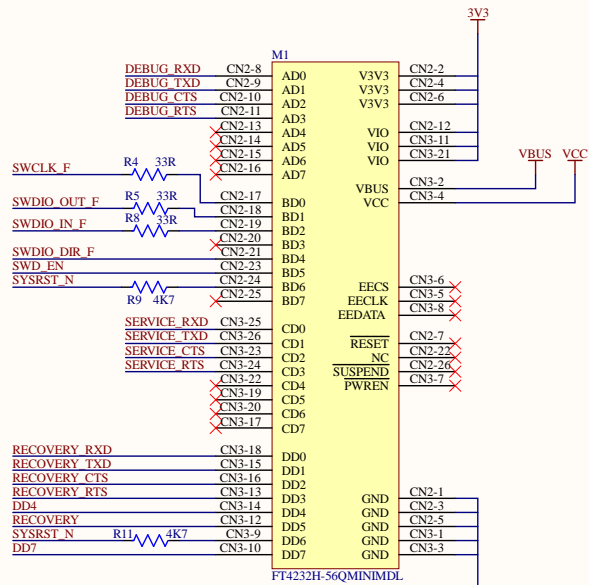 3V3
M1
DEBUG_RXD CN2-8 AD0 V3V3 CN2-2
DEBUG_TXD CN2-9 AD1 V3V3 CN2-4
DEBUG_CTS CN2-10 AD2 V3V3 CN2-6
DEBUG_RTS CN2-11 AD3
CN2-13 AD4 VIO CN2-12
CN2-14 AD5 VIO CN3-11
CN2-15 AD6 VIO CN3-21
CN2-16 AD7
VBUS VCC
SWCLK_F R4 33R
VBUS CN3-2
CN2-17 BD0 VCC CN3-4
SWDIO_OUT_F R5 33R CN2-18 BD1
SWDIO_IN_F R8 33R CN2-19 BD2
CN2-20 BD3
SWDIO_DIR_F CN2-21 BD4
SWD_EN CN2-23 BD5
SYSRST_N R9 4K7 CN2-24 BD6 EECS CN3-6
CN2-25 BD7 EECLK CN3-5
EEDATA CN3-8
SERVICE_RXD CN3-25 CD0
SERVICE_TXD CN3-26 CD1 RESET CN2-7
SERVICE_CTS CN3-23 CD2 NC CN2-22
SERVICE_RTS CN3-24 CD3 SUSPEND CN2-26
CN3-22 CD4 PWREN CN3-7
CN3-19 CD5
CN3-20 CD6
CN3-17 CD7
RECOVERY_RXD CN3-18 DD0
RECOVERY_TXD CN3-15 DD1
RECOVERY_CTS CN3-16 DD2
RECOVERY_RTS CN3-13 DD3 GND CN2-1
DD4 CN3-14 DD4 GND CN2-3
RECOVERY CN3-12 DD5 GND CN2-5
SYSRST_N R11 4K7 CN3-9 DD6 GND CN3-1
DD7 CN3-10 DD7 GND CN3-3
FT4232H-56QMINIMDL